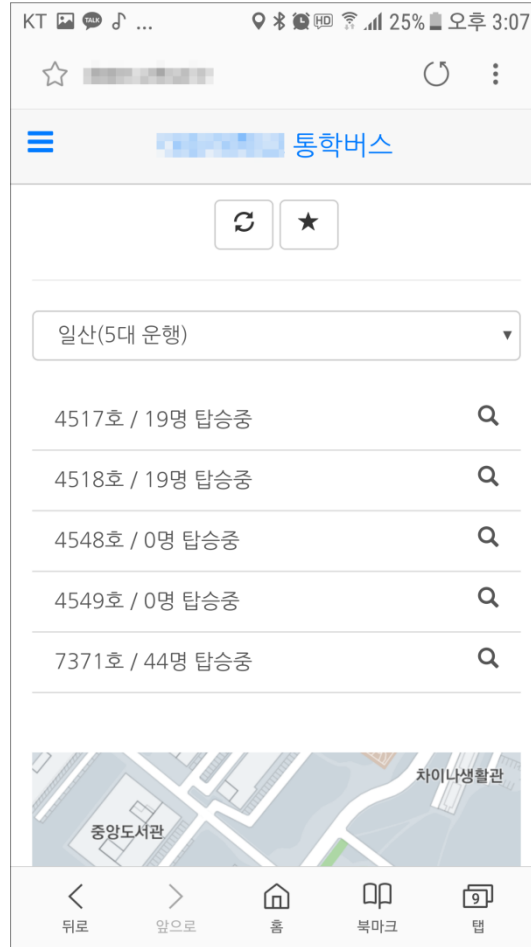 KT TALK ... HD 25% 오후 3:07
통학버스
일산(5대 운행)
4517호 / 19명 탑승중
4518호 / 19명 탑승중
4548호 / 0명 탑승중
4549호 / 0명 탑승중
7371호 / 44명 탑승중
차이나생활관
중앙도서관
9
뒤로 앞으로 홈 북마크 탭